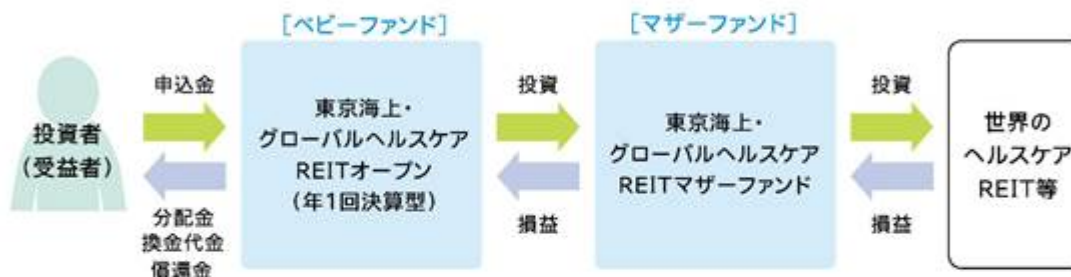 [ベビーファンド]
[マザーファンド]
投資者
(受益者)
申込金
分配金
換金代金
償還金
東京海上・
グローバルヘルスケア
REITオープン
(年1回決算型)
投資
損益
東京海上・
グローバルヘルスケア
REITマザーファンド
投資
損益
世界の
ヘルスケア
REIT等